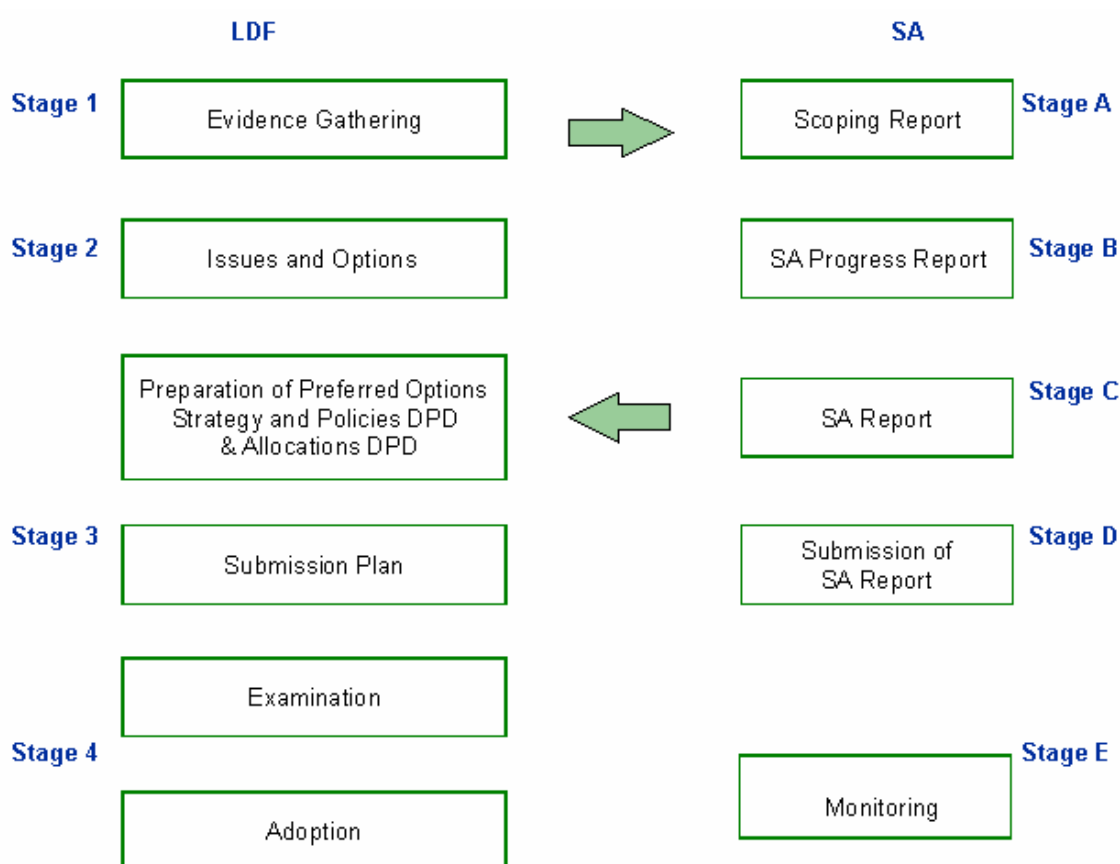 LDF
SA
Stage 1
Evidence Gathering
Scoping Report
Stage A
Stage 2
Issues and Options
SA Progress Report
Stage B
Preparation of Preferred Options
Strategy and Policies DPD
& Allocations DPD
SA Report
Stage C
Stage 3
Submission Plan
Submission of
SA Report
Stage D
Examination
Stage 4
Adoption
Monitoring
Stage E